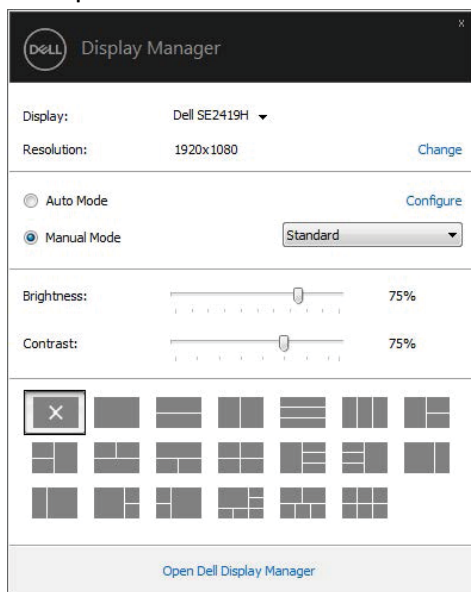 x
DELL Display Manager
Display: Dell SE2419H
Resolution: 1920x1080 Change
Auto Mode Configure
Manual Mode Standard
Brightness: 75%
Contrast: 75%
Open Dell Display Manager